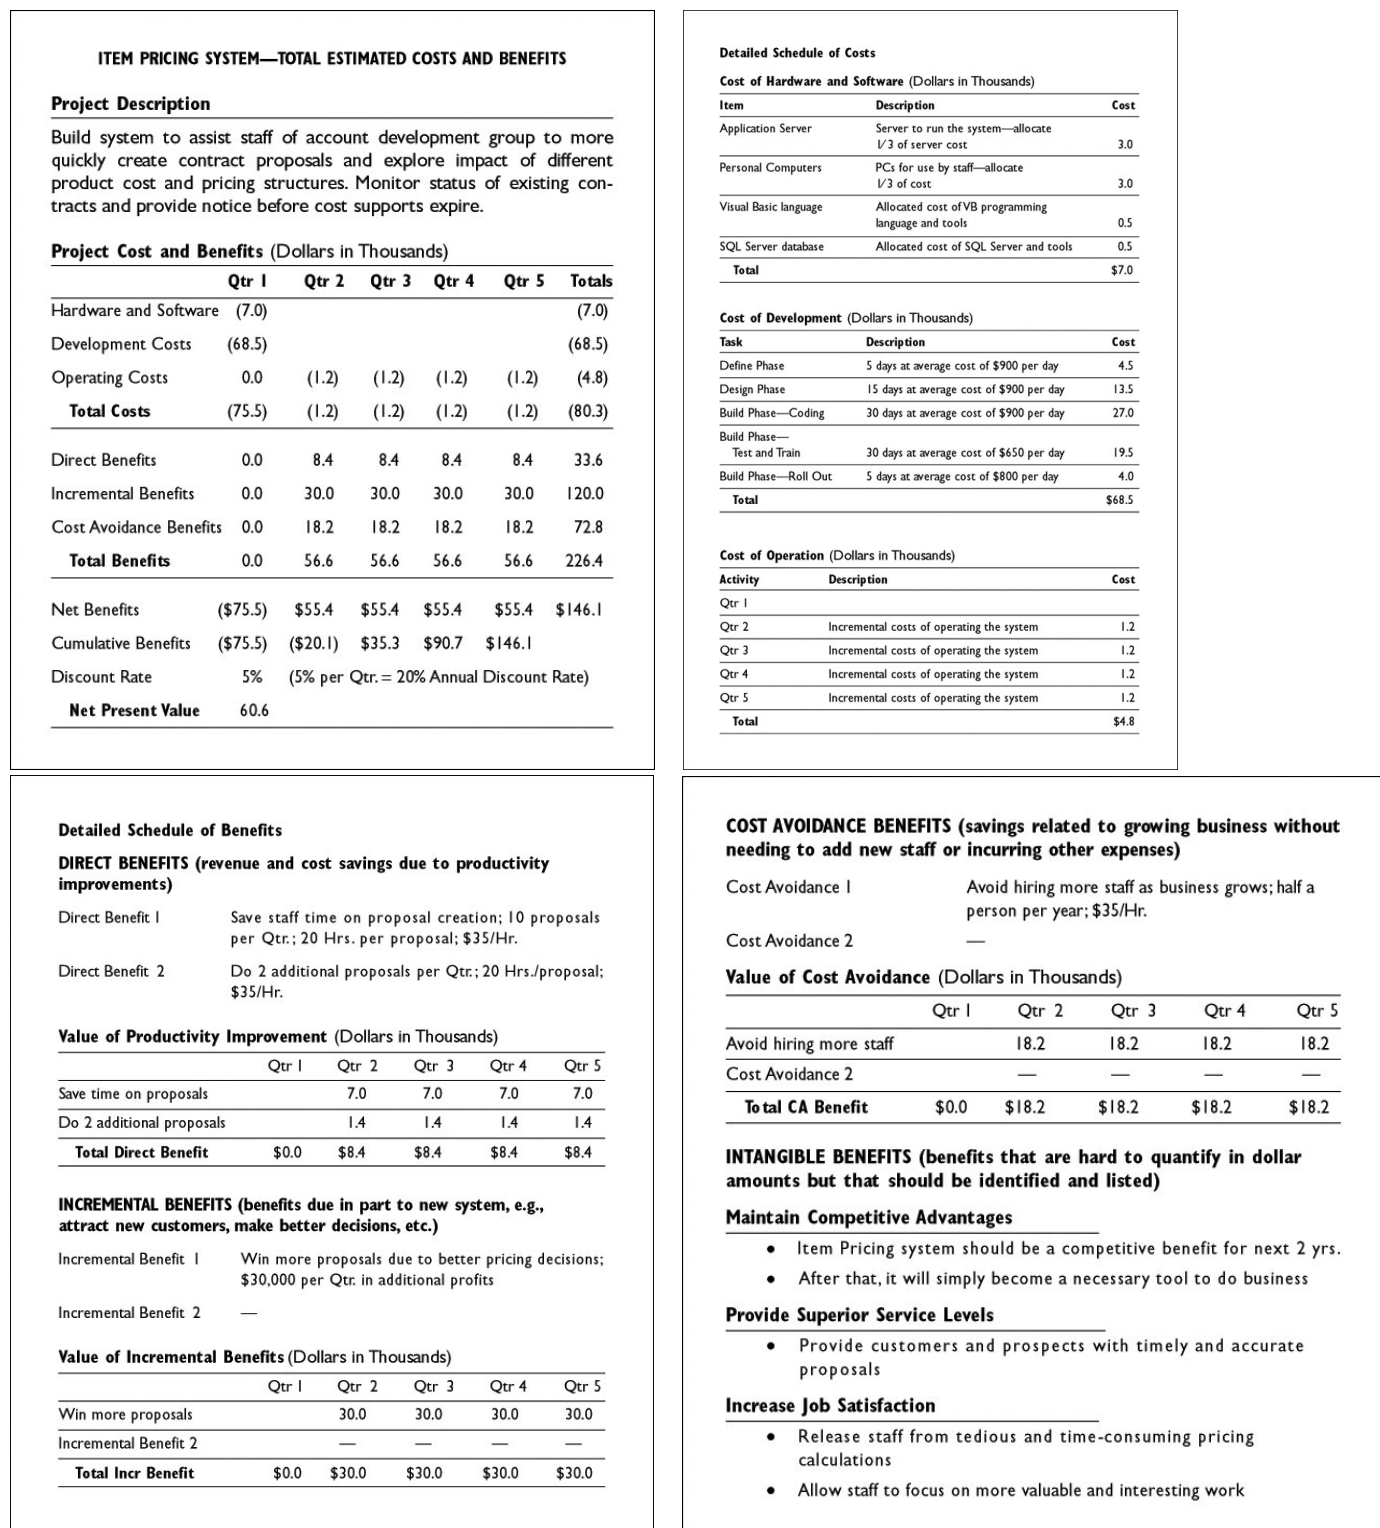 ITEM PRICING SYSTEM—TOTAL ESTIMATED COSTS AND BENEFITS
Project Description
Build system to assist staff of account development group to more
quickly create contract proposals and explore impact of different
product cost and pricing structures. Monitor status of existing con-
tracts and provide notice before cost supports expire.
Project Cost and Benefits (Dollars in Thousands)
Qtr 1 Qtr 2 Qtr 3 Qtr 4 Qtr 5 Totals
Hardware and Software (7.0) (7.0)
Development Costs (68.5) (68.5)
Operating Costs 0.0 (1.2) (1.2) (1.2) (1.2) (4.8)
Total Costs (75.5) (1.2) (1.2) (1.2) (1.2) (80.3)
Direct Benefits 0.0 8.4 8.4 8.4 8.4 33.6
Incremental Benefits 0.0 30.0 30.0 30.0 30.0 120.0
Cost Avoidance Benefits 0.0 18.2 18.2 18.2 18.2 72.8
Total Benefits 0.0 56.6 56.6 56.6 56.6 226.4
Net Benefits ($75.5) $55.4 $55.4 $55.4 $55.4 $146.1
Cumulative Benefits ($75.5) ($20.1) $35.3 $90.7 $146.1
Discount Rate 5% (5% per Qtr. = 20% Annual Discount Rate)
Net Present Value 60.6
Detailed Schedule of Costs
Cost of Hardware and Software (Dollars in Thousands)
Item Description Cost
Application Server Server to run the system—allocate
1/3 of server cost 3.0
Personal Computers PCs for use by staff—allocate
1/3 of cost 3.0
Visual Basic language Allocated cost of VB programming
language and tools 0.5
SQL Server database Allocated cost of SQL Server and tools 0.5
Total $7.0
Cost of Development (Dollars in Thousands)
Task Description Cost
Define Phase 5 days at average cost of $900 per day 4.5
Design Phase 15 days at average cost of $900 per day 13.5
Build Phase—Coding 30 days at average cost of $900 per day 27.0
Build Phase—
Test and Train 30 days at average cost of $650 per day 19.5
Build Phase—Roll Out 5 days at average cost of $800 per day 4.0
Total $68.5
Cost of Operation (Dollars in Thousands)
Activity Description Cost
Qtr 1
Qtr 2 Incremental costs of operating the system 1.2
Qtr 3 Incremental costs of operating the system 1.2
Qtr 4 Incremental costs of operating the system 1.2
Qtr 5 Incremental costs of operating the system 1.2
Total $4.8
Detailed Schedule of Benefits
DIRECT BENEFITS (revenue and cost savings due to productivity
improvements)
Direct Benefit 1 Save staff time on proposal creation; 10 proposals
per Qtr.; 20 Hrs. per proposal; $35/Hr.
Direct Benefit 2 Do 2 additional proposals per Qtr.; 20 Hrs./proposal;
$35/Hr.
Value of Productivity Improvement (Dollars in Thousands)
Qtr 1 Qtr 2 Qtr 3 Qtr 4 Qtr 5
Save time on proposals 7.0 7.0 7.0 7.0
Do 2 additional proposals 1.4 1.4 1.4 1.4
Total Direct Benefit $0.0 $8.4 $8.4 $8.4 $8.4
INCREMENTAL BENEFITS (benefits due in part to new system, e.g.,
attract new customers, make better decisions, etc.)
Incremental Benefit 1 Win more proposals due to better pricing decisions;
$30,000 per Qtr. in additional profits
Incremental Benefit 2 —
Value of Incremental Benefits (Dollars in Thousands)
Qtr 1 Qtr 2 Qtr 3 Qtr 4 Qtr 5
Win more proposals 30.0 30.0 30.0 30.0
Incremental Benefit 2 — — — —
Total Incr Benefit $0.0 $30.0 $30.0 $30.0 $30.0
COST AVOIDANCE BENEFITS (savings related to growing business without
needing to add new staff or incurring other expenses)
Cost Avoidance 1 Avoid hiring more staff as business grows; half a
person per year; $35/Hr.
Cost Avoidance 2 —
Value of Cost Avoidance (Dollars in Thousands)
Qtr 1 Qtr 2 Qtr 3 Qtr 4 Qtr 5
Avoid hiring more staff 18.2 18.2 18.2 18.2
Cost Avoidance 2 — — — —
Total CA Benefit $0.0 $18.2 $18.2 $18.2 $18.2
INTANGIBLE BENEFITS (benefits that are hard to quantify in dollar
amounts but that should be identified and listed)
Maintain Competitive Advantages
● Item Pricing system should be a competitive benefit for next 2 yrs.
● After that, it will simply become a necessary tool to do business
Provide Superior Service Levels
● Provide customers and prospects with timely and accurate
proposals
Increase Job Satisfaction
● Release staff from tedious and time-consuming pricing
calculations
● Allow staff to focus on more valuable and interesting work